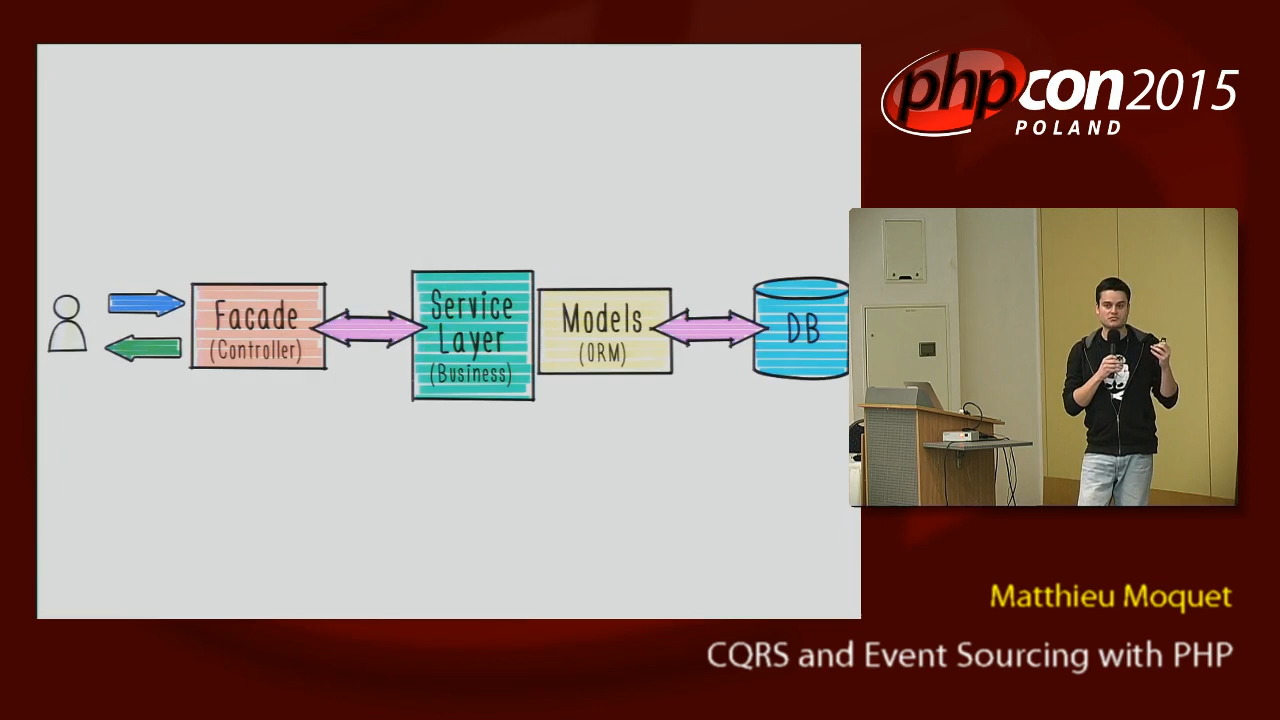 phpcon2015
POLAND
Facade
(Controller)
Service
Layer
(Business)
Models
(ORM)
DB
Matthieu Moquet
CQRS and Event Sourcing with PHP